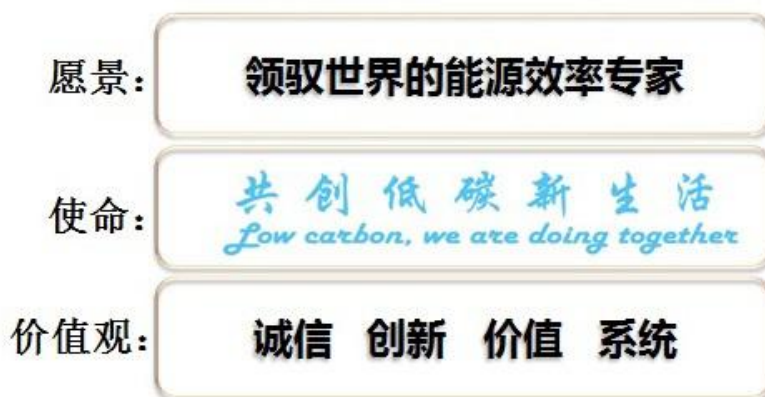 愿景：
领驭世界的能源效率专家
使命：
共创低碳新生活
Low carbon, we are doing together
价值观：
诚信 创新 价值 系统